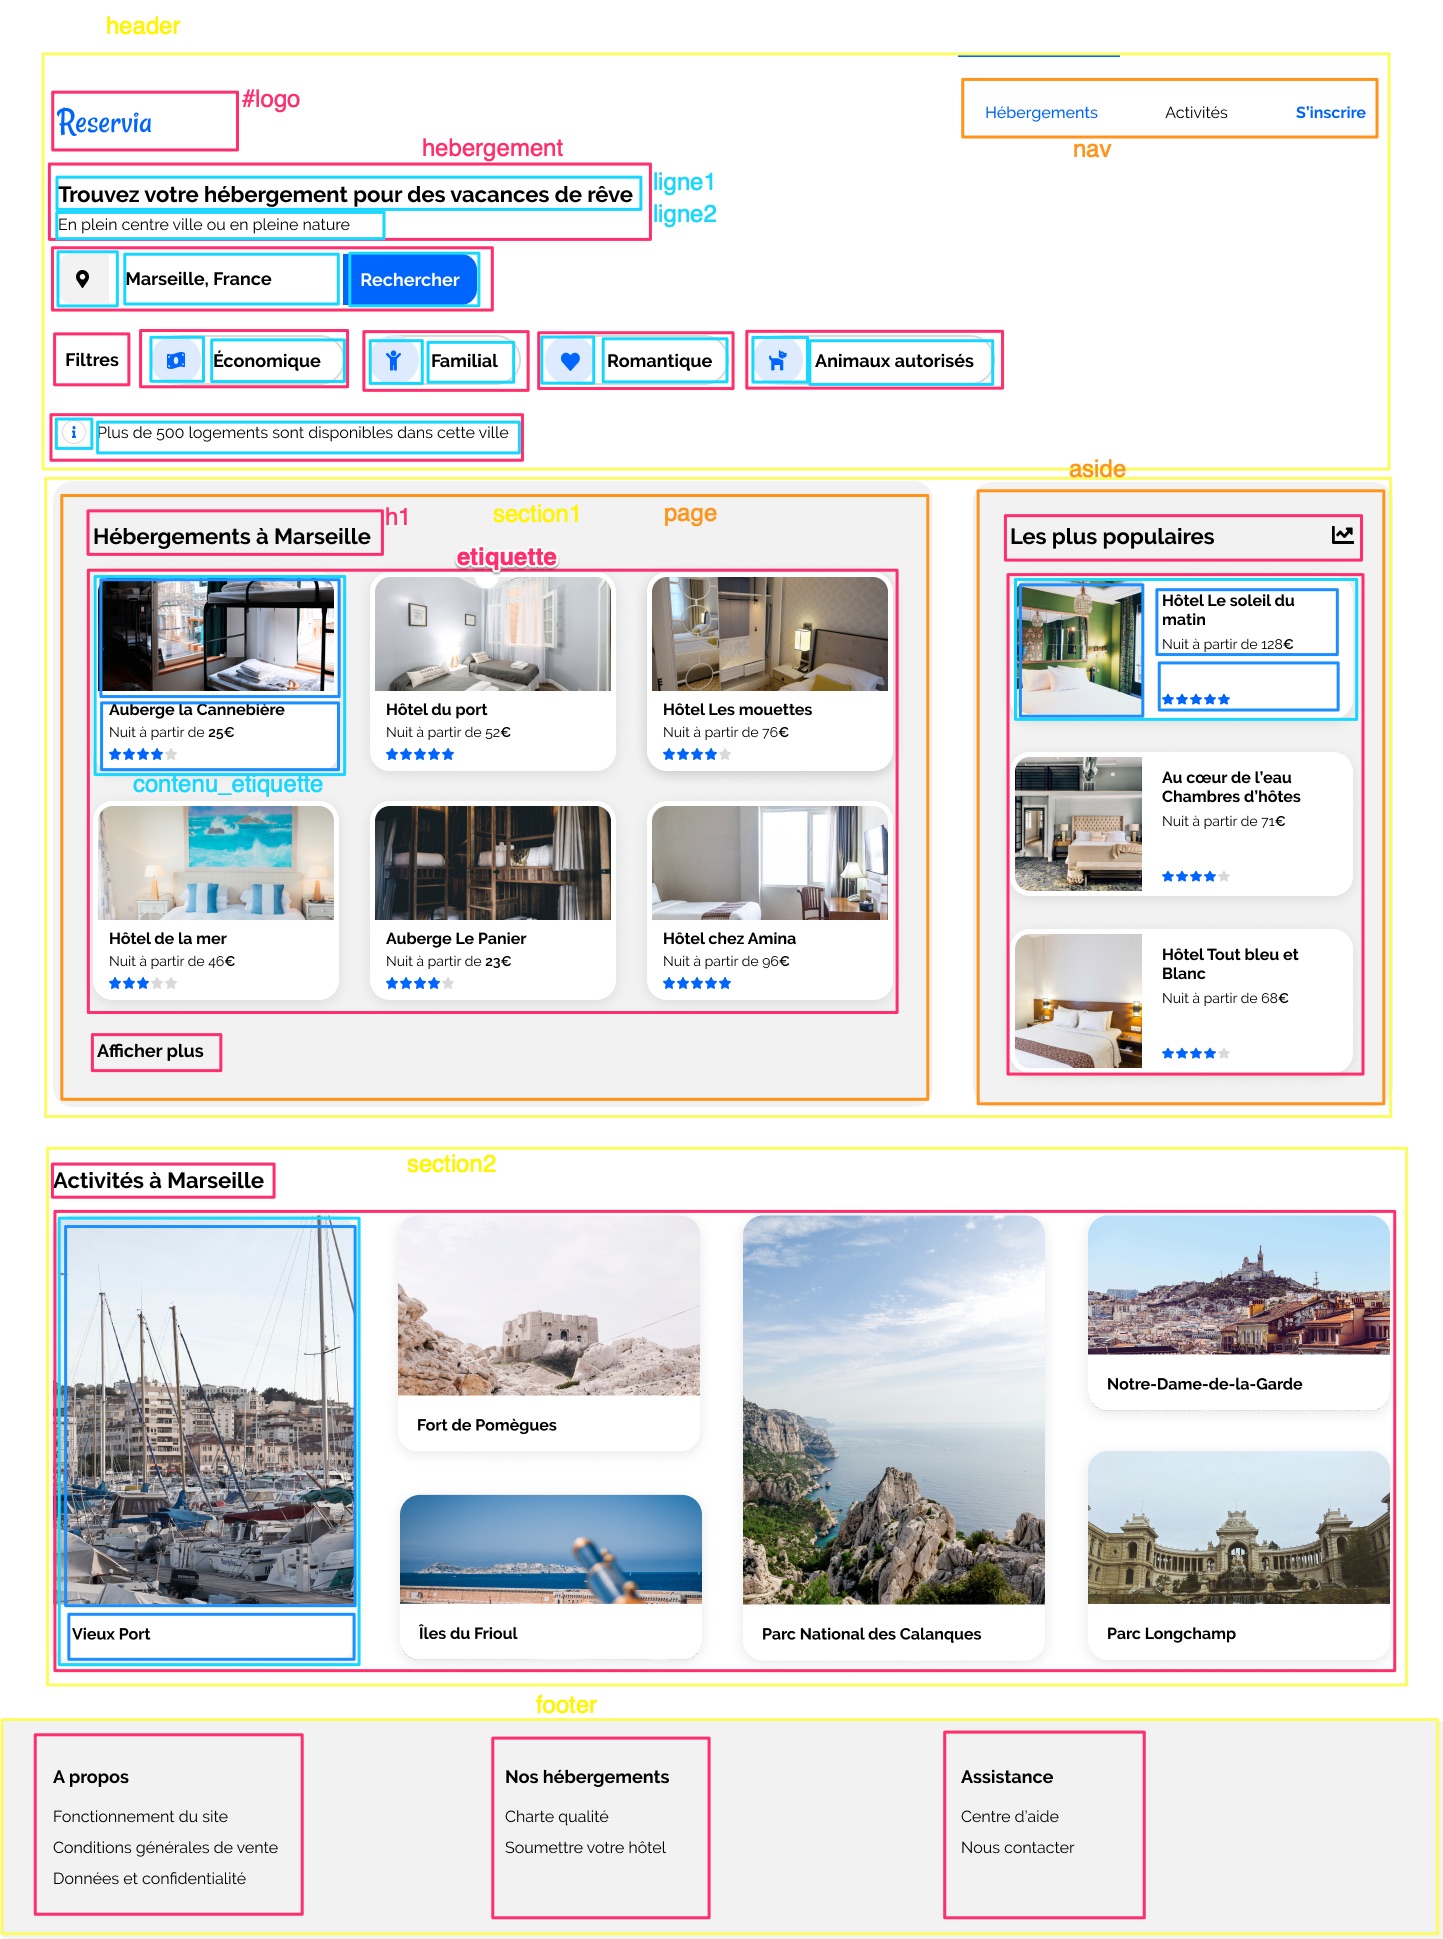 header
Reservia
#logo
Hébergements
Activités
S'inscrire
nav
hebergement
Trouvez votre hébergement pour des vacances de rêve
ligne1
En plein centre ville ou en pleine nature
ligne2
Marseille, France
Rechercher
Filtres
Économique
Familial
Romantique
Animaux autorisés
Plus de 500 logements sont disponibles dans cette ville
aside
Hébergements à Marseille
h1
section1
page
etiquette
Auberge la Cannebière
Nuit à partir de 25€
contenu_etiquette
Hôtel du port
Nuit à partir de 52€
Hôtel Les mouettes
Nuit à partir de 76€
Hôtel de la mer
Nuit à partir de 46€
Auberge Le Panier
Nuit à partir de 23€
Hôtel chez Amina
Nuit à partir de 96€
Afficher plus
Les plus populaires
Hôtel Le soleil du
matin
Nuit à partir de 128€
Au cœur de l'eau
Chambres d'hôtes
Nuit à partir de 71€
Hôtel Tout bleu et
Blanc
Nuit à partir de 68€
section2
Activités à Marseille
Vieux Port
Fort de Pomègues
Îles du Frioul
Parc National des Calanques
Notre-Dame-de-la-Garde
Parc Longchamp
footer
A propos
Fonctionnement du site
Conditions générales de vente
Données et confidentialité
Nos hébergements
Charte qualité
Soumettre votre hôtel
Assistance
Centre d'aide
Nous contacter